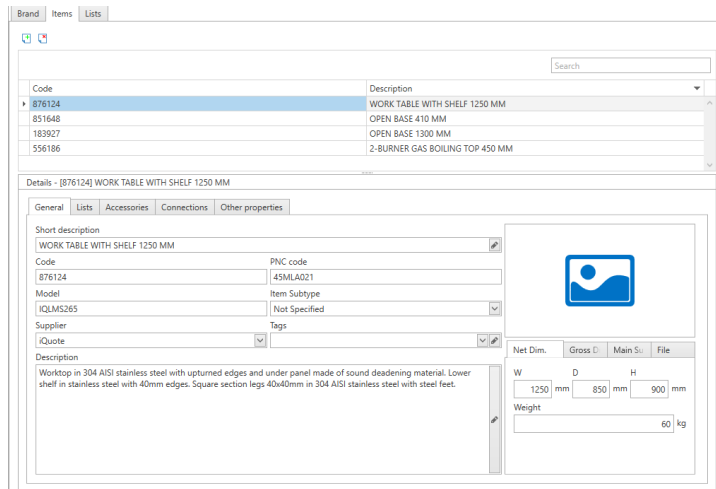 Brand Items Lists
Search
Code Description
876124 WORK TABLE WITH SHELF 1250 MM
851648 OPEN BASE 410 MM
183927 OPEN BASE 1300 MM
556186 2-BURNER GAS BOILING TOP 450 MM
Details - [876124] WORK TABLE WITH SHELF 1250 MM
General Lists Accessories Connections Other properties
Short description
WORK TABLE WITH SHELF 1250 MM
Code PNC code
876124 45MLA021
Model Item Subtype
IQLMS265 Not Specified
Supplier Tags
iQuote
Description
Worktop in 304 AISI stainless steel with upturned edges and under panel made of sound deadening material. Lower
shelf in stainless steel with 40mm edges. Square section legs 40x40mm in 304 AISI stainless steel with steel feet.
Net Dim. Gross D Main Su File
W D H
1250 mm 850 mm 900 mm
Weight
60 kg